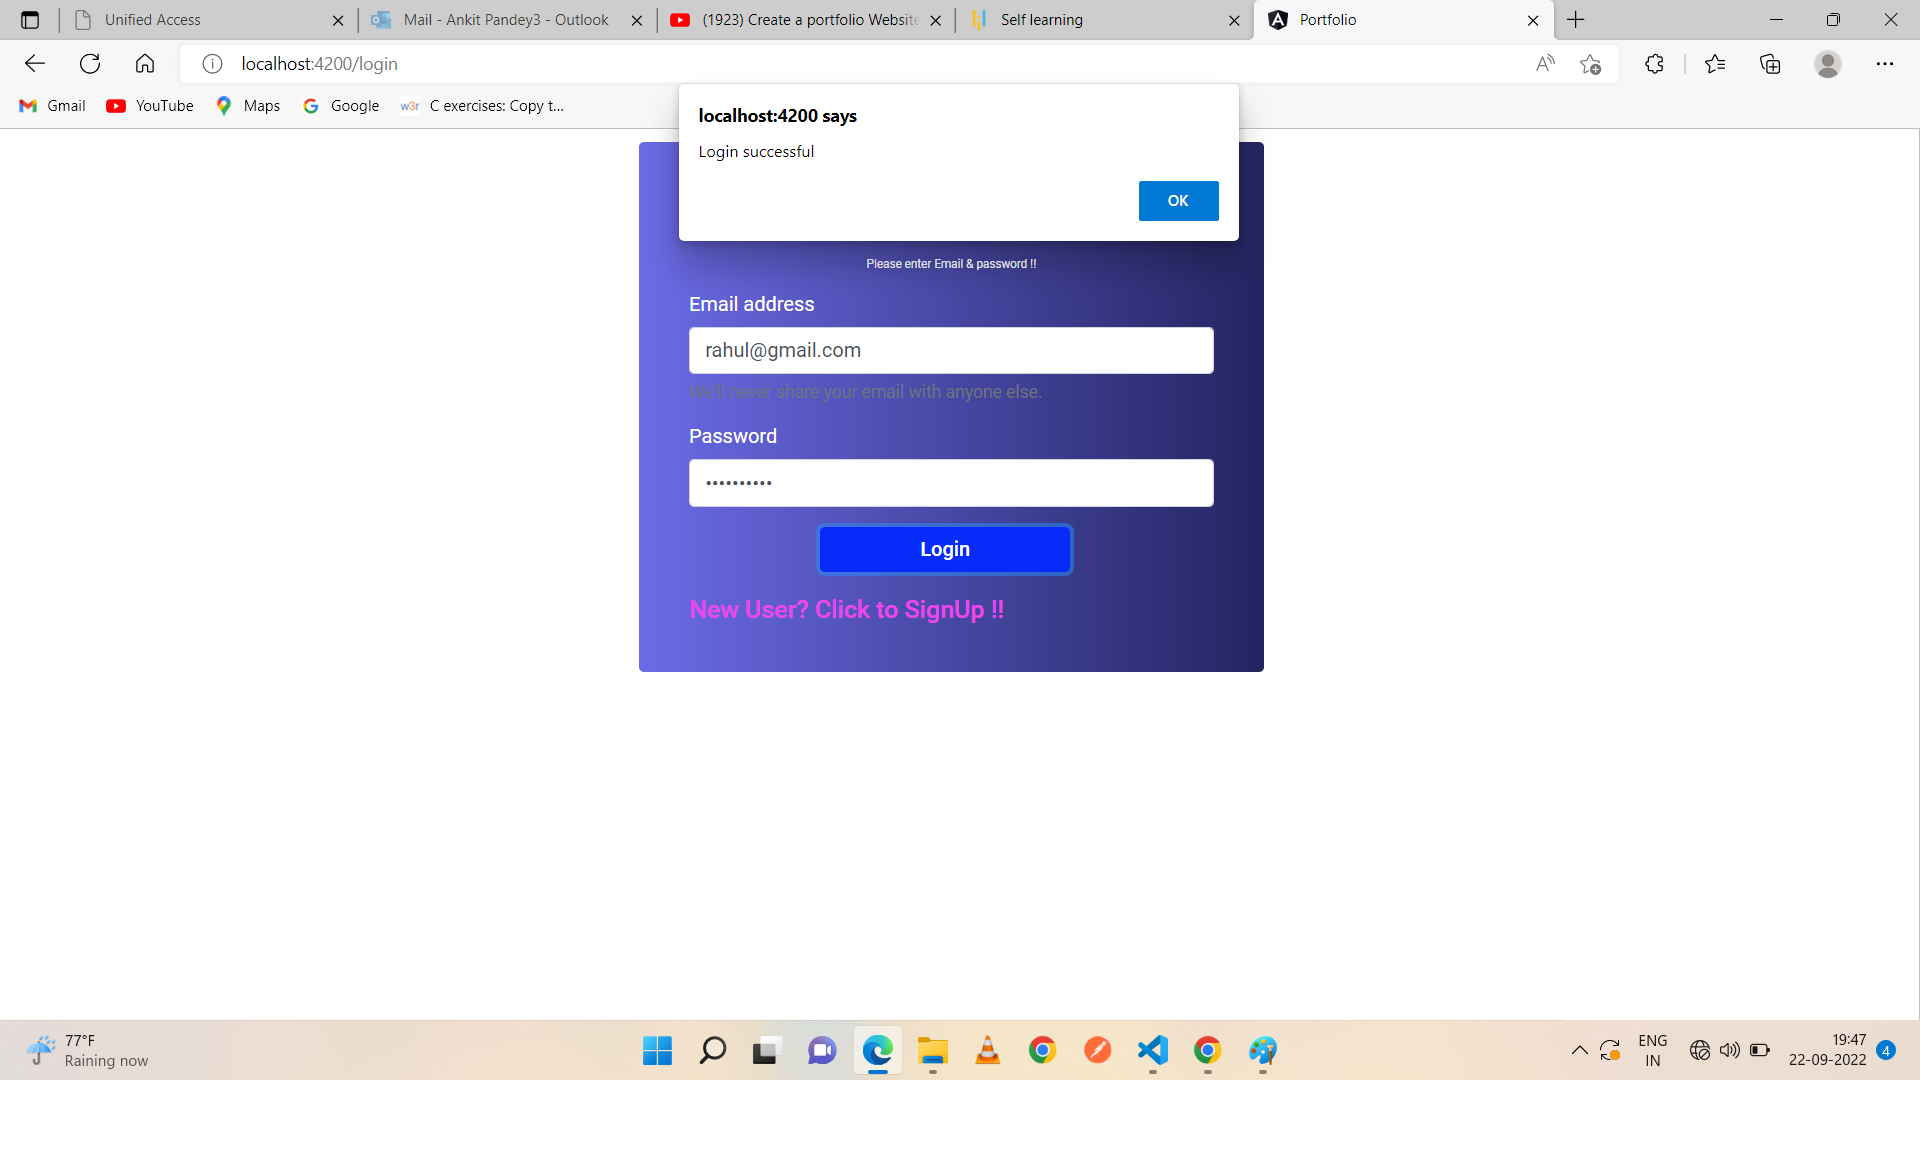 Unified Access
Mail - Ankit Pandey3 - Outlook
(1923) Create a portfolio Website
Self learning
Portfolio
localhost:4200/login
Gmail
YouTube
Maps
Google
w3r
C exercises: Copy t...
localhost:4200 says
Login successful
OK
Please enter Email & password !!
Email address
rahul@gmail.com
We'll never share your email with anyone else.
Password
Login
New User? Click to SignUp !!
77°F
Raining now
ENG
IN
19:47
22-09-2022
4